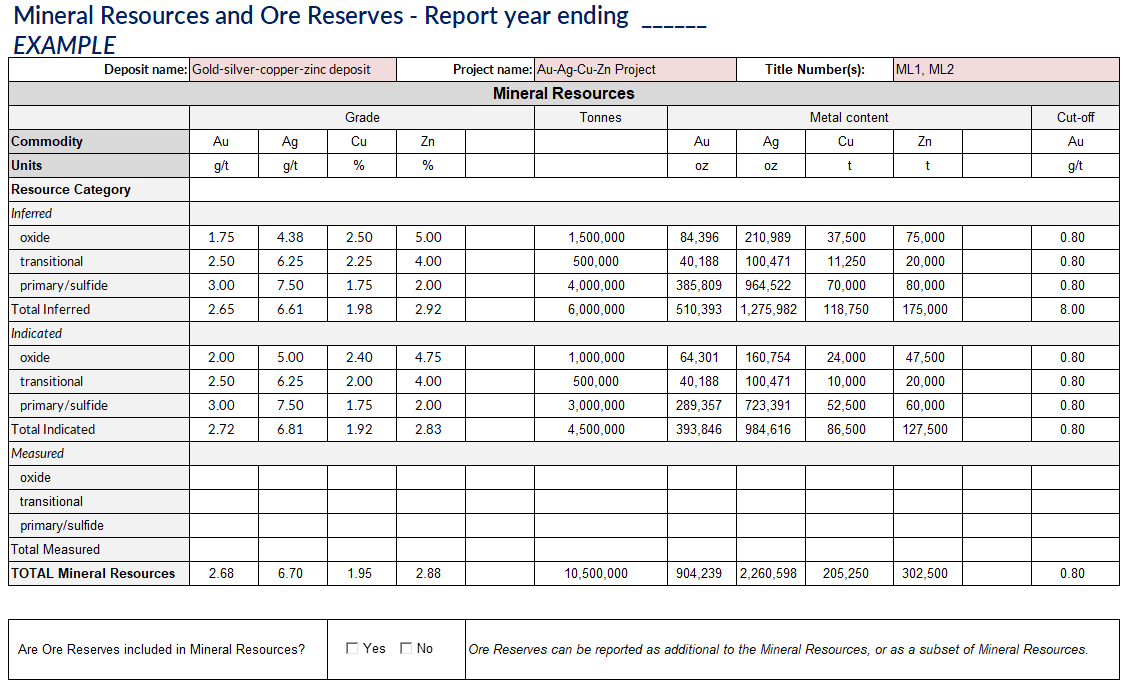 Mineral Resources and Ore Reserves - Report year ending ______
EXAMPLE
Deposit name: Gold-silver-copper-zinc deposit Project name: Au-Ag-Cu-Zn Project Title Number(s): ML1, ML2
Mineral Resources
Grade Tonnes Metal content Cut-off
Commodity Au Ag Cu Zn Au Ag Cu Zn Au
Units g/t g/t % % oz oz t t g/t
Resource Category
Inferred
oxide 1.75 4.38 2.50 5.00 1,500,000 84,396 210,989 37,500 75,000 0.80
transitional 2.50 6.25 2.25 4.00 500,000 40,188 100,471 11,250 20,000 0.80
primary/sulfide 3.00 7.50 1.75 2.00 4,000,000 385,809 964,522 70,000 80,000 0.80
Total Inferred 2.65 6.61 1.98 2.92 6,000,000 510,393 1,275,982 118,750 175,000 8.00
Indicated
oxide 2.00 5.00 2.40 4.75 1,000,000 64,301 160,754 24,000 47,500 0.80
transitional 2.50 6.25 2.00 4.00 500,000 40,188 100,471 10,000 20,000 0.80
primary/sulfide 3.00 7.50 1.75 2.00 3,000,000 289,357 723,391 52,500 60,000 0.80
Total Indicated 2.72 6.81 1.92 2.83 4,500,000 393,846 984,616 86,500 127,500 0.80
Measured
oxide
transitional
primary/sulfide
Total Measured
TOTAL Mineral Resources 2.68 6.70 1.95 2.88 10,500,000 904,239 2,260,598 205,250 302,500 0.80
Are Ore Reserves included in Mineral Resources? Yes No Ore Reserves can be reported as additional to the Mineral Resources, or as a subset of Mineral Resources.